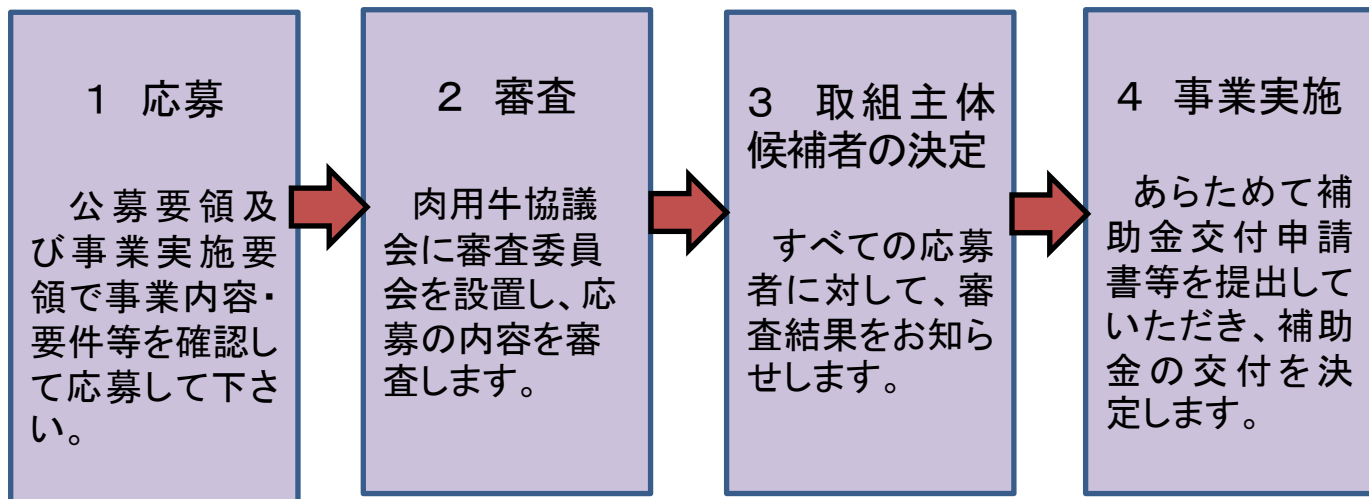 １　応募
公募要領及
び事業実施要
領で事業内容・
要件等を確認し
て応募して下さ
い。
２　審査
肉用牛協議
会に審査委員
会を設置し、応
募の内容を審
査します。
３　取組主体
候補者の決定
すべての応募
者に対して、審
査結果をお知ら
せします。
４　事業実施
あらためて補
助金交付申請
書等を提出して
いただき、補助
金の交付を決
定します。